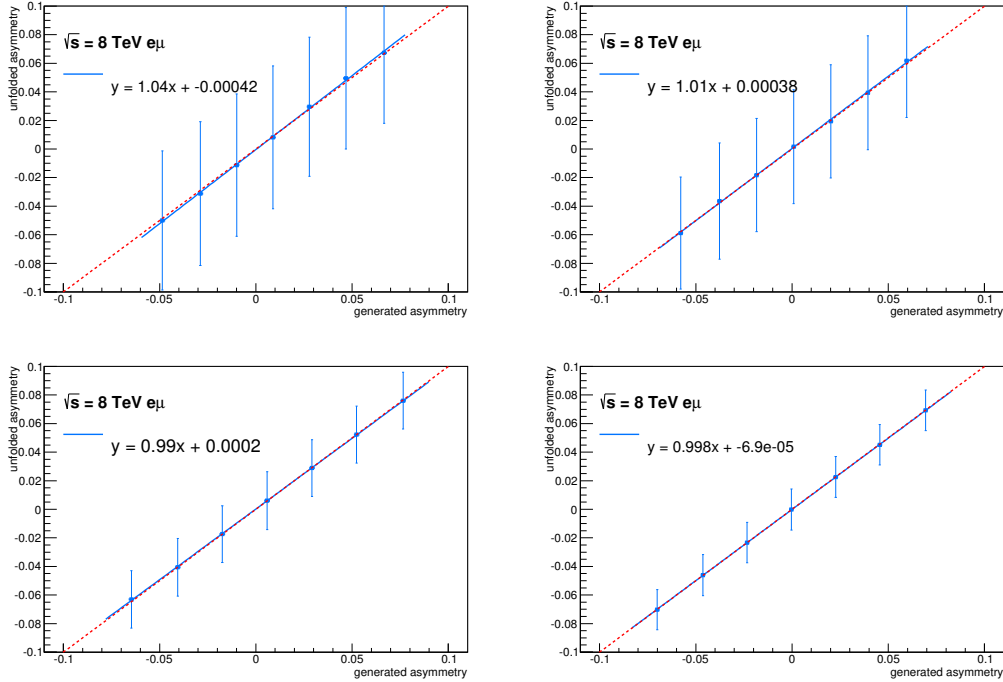 unfolded asymmetry
0.1
0.08
0.06
0.04
0.02
0
-0.02
-0.04
-0.06
-0.08
-0.1
√s = 8 TeV eμ
y = 1.04x + -0.00042
-0.1 -0.05 0 0.05 0.1
generated asymmetry
unfolded asymmetry
0.1
0.08
0.06
0.04
0.02
0
-0.02
-0.04
-0.06
-0.08
-0.1
√s = 8 TeV eμ
y = 1.01x + 0.00038
-0.1 -0.05 0 0.05 0.1
generated asymmetry
unfolded asymmetry
0.1
0.08
0.06
0.04
0.02
0
-0.02
-0.04
-0.06
-0.08
-0.1
√s = 8 TeV eμ
y = 0.99x + 0.0002
-0.1 -0.05 0 0.05 0.1
generated asymmetry
unfolded asymmetry
0.1
0.08
0.06
0.04
0.02
0
-0.02
-0.04
-0.06
-0.08
-0.1
√s = 8 TeV eμ
y = 0.998x + -6.9e-05
-0.1 -0.05 0 0.05 0.1
generated asymmetry